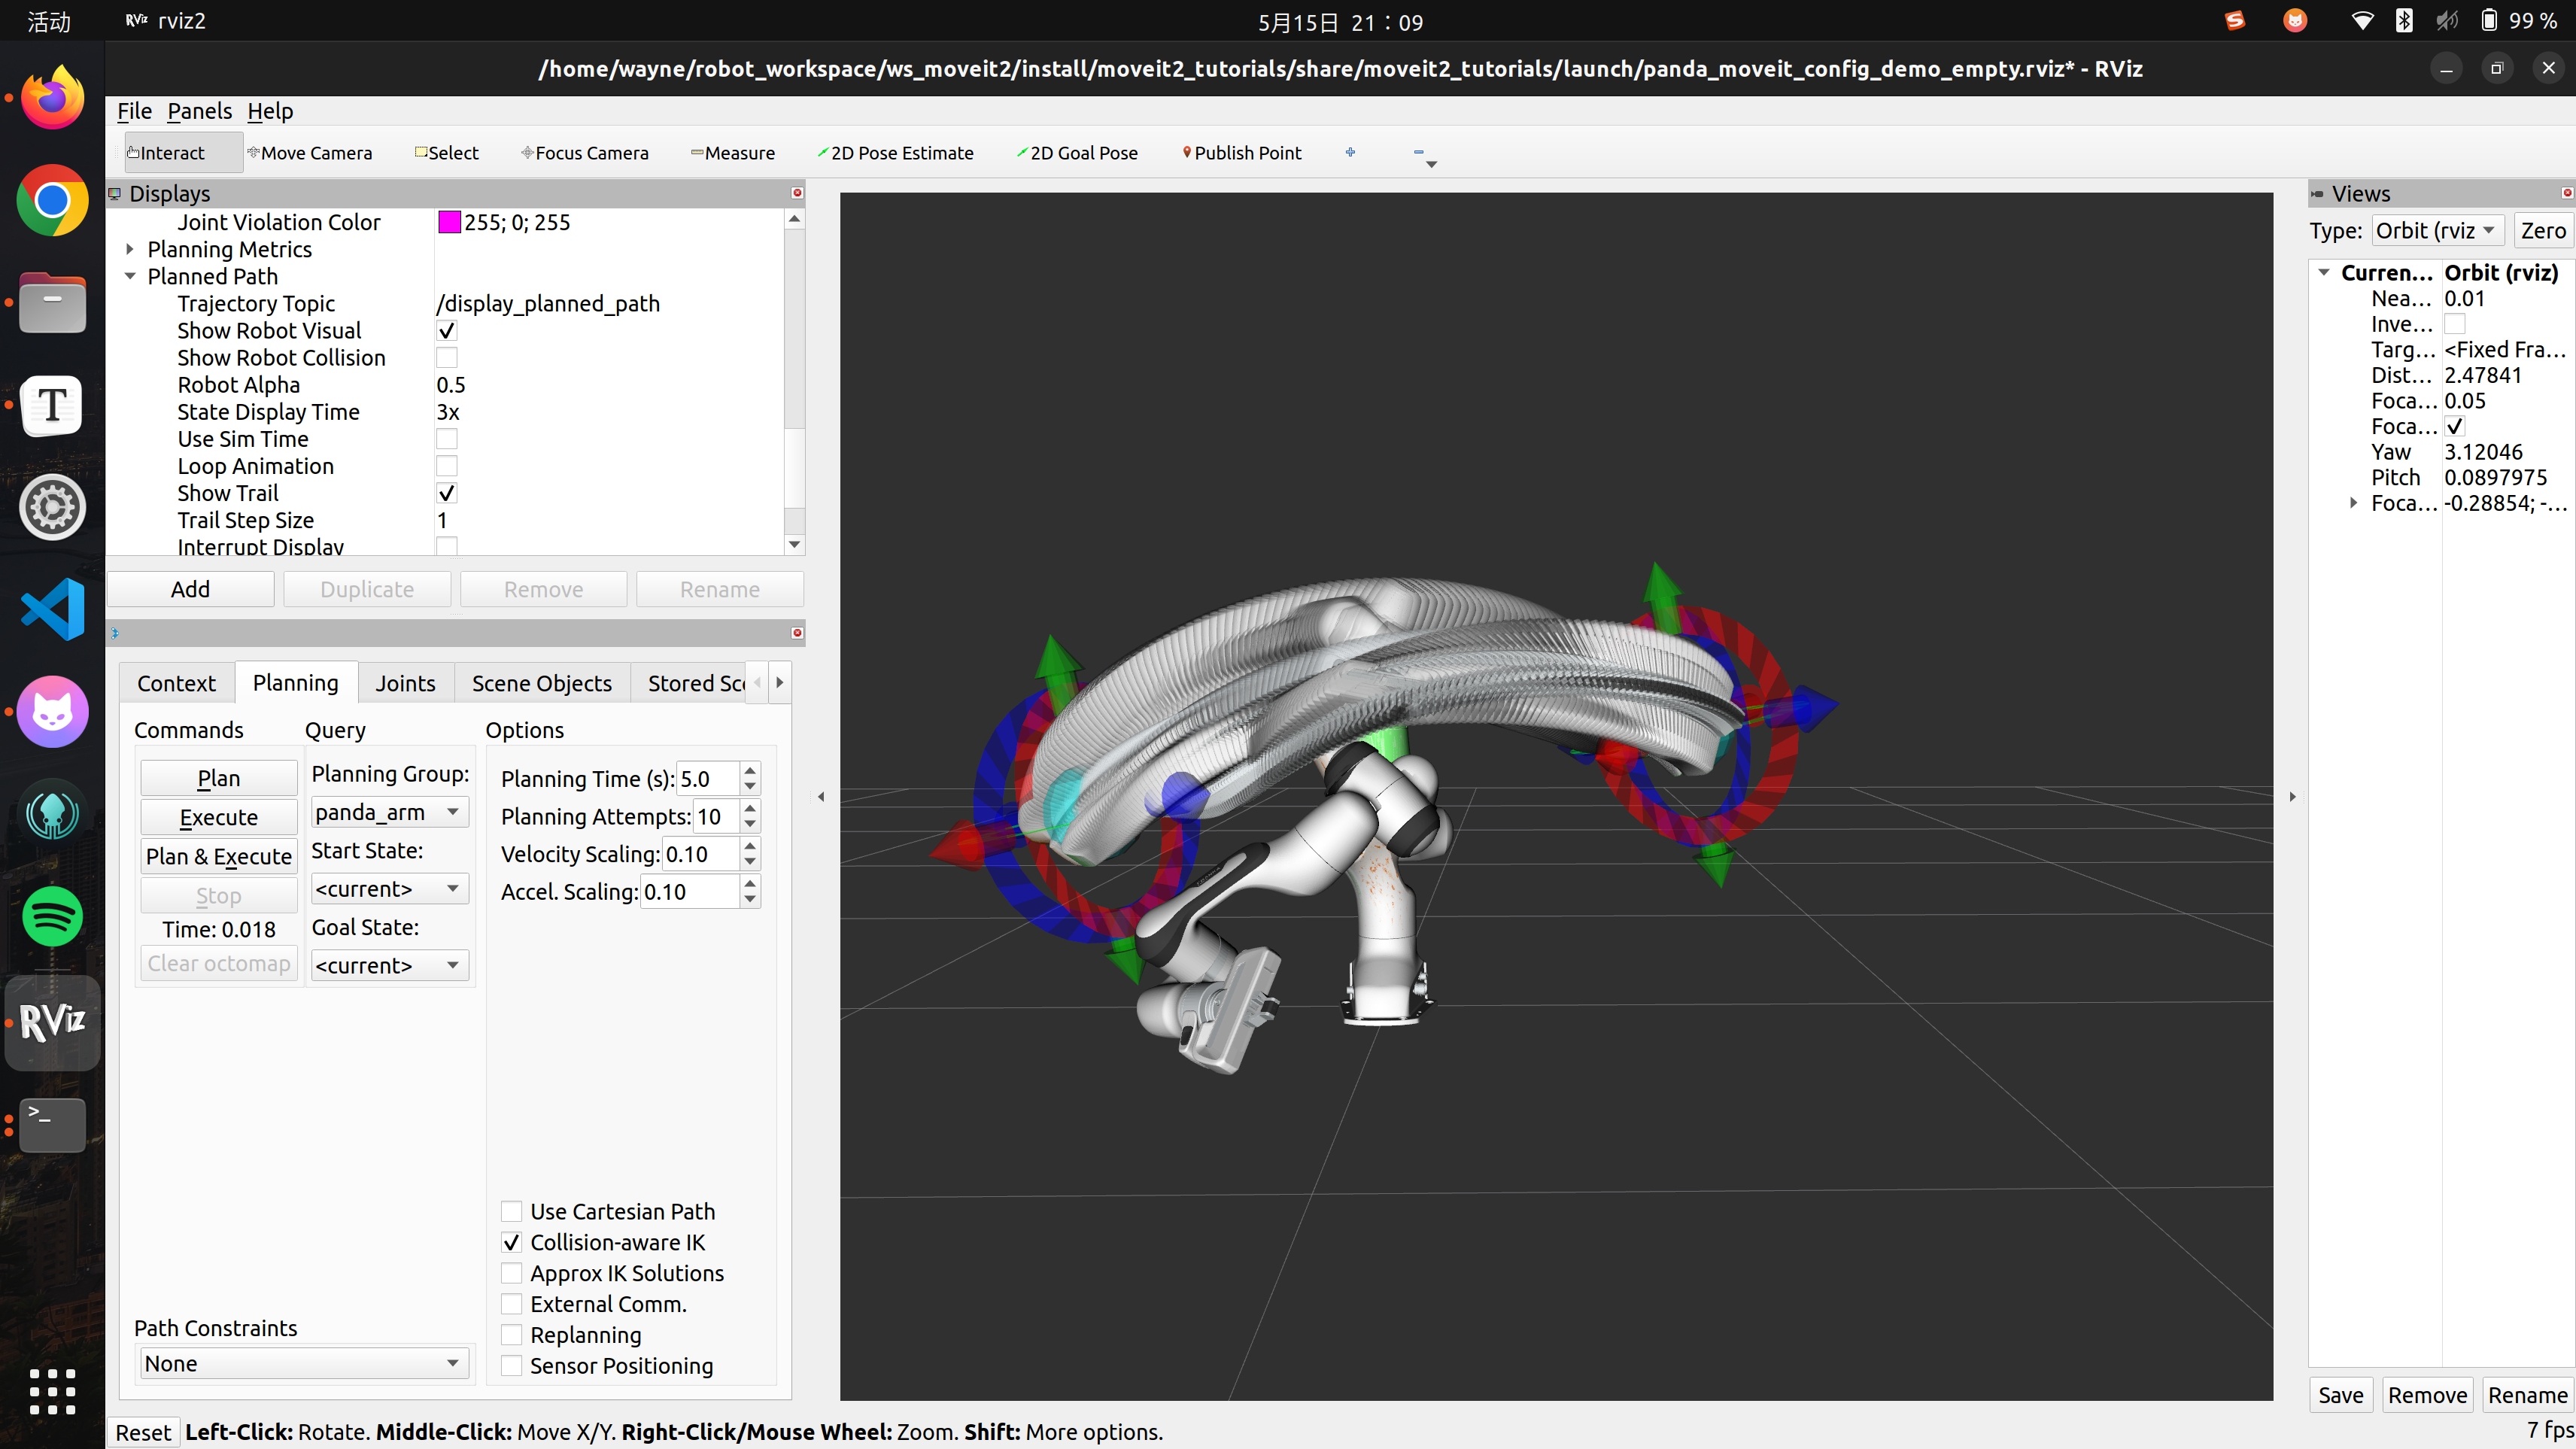 活动
RViz rviz2
5月15日 21：09
99 %
/home/wayne/robot_workspace/ws_moveit2/install/moveit2_tutorials/share/moveit2_tutorials/launch/panda_moveit_config_demo_empty.rviz* - RViz
File Panels Help
Interact Move Camera Select Focus Camera Measure 2D Pose Estimate 2D Goal Pose Publish Point
Displays
Joint Violation Color 255; 0; 255
Planning Metrics
Planned Path
Trajectory Topic /display_planned_path
Show Robot Visual
Show Robot Collision
Robot Alpha 0.5
State Display Time 3x
Use Sim Time
Loop Animation
Show Trail
Trail Step Size 1
Interrupt Display
Add Duplicate Remove Rename
Context Planning Joints Scene Objects Stored Sc
Commands Query Options
Plan
Execute
Plan & Execute
Stop
Time: 0.018
Clear octomap
Planning Group:
panda_arm
Start State:
<current>
Goal State:
<current>
Planning Time (s): 5.0
Planning Attempts: 10
Velocity Scaling: 0.10
Accel. Scaling: 0.10
Use Cartesian Path
Collision-aware IK
Approx IK Solutions
External Comm.
Replanning
Sensor Positioning
Path Constraints
None
Views
Type: Orbit (rviz Zero
Curren... Orbit (rviz)
Nea... 0.01
Inve...
Targ... <Fixed Fra...
Dist... 2.47841
Foca... 0.05
Foca...
Yaw 3.12046
Pitch 0.0897975
Foca... -0.28854; -...
Save Remove Rename
Reset Left-Click: Rotate. Middle-Click: Move X/Y. Right-Click/Mouse Wheel: Zoom. Shift: More options.
7 fps
T
RViz
>_